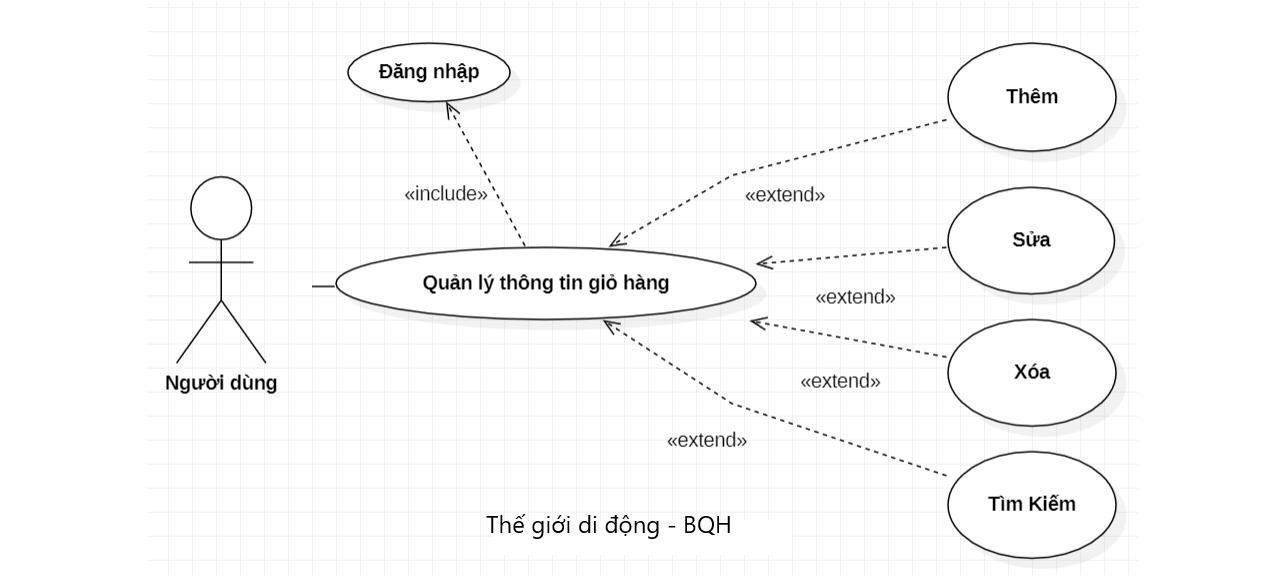 Đăng nhập
Thêm
«include»
«extend»
Sửa
Quản lý thông tin giỏ hàng
«extend»
Xóa
Người dùng
«extend»
«extend»
Tìm Kiếm
Thế giới di động - BQH